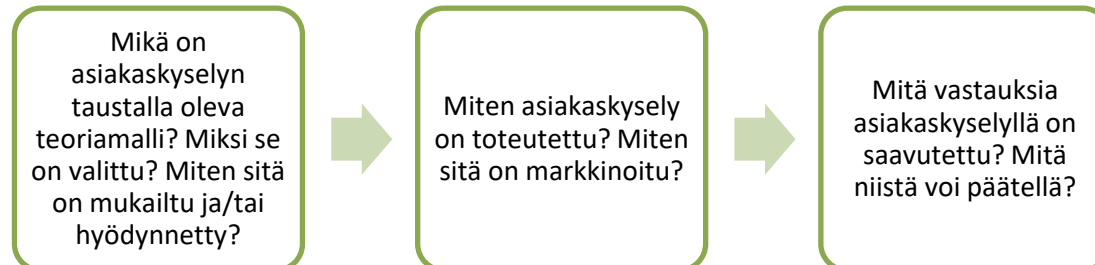 Mikä on
asiakaskyselyn
taustalla oleva
teoriamalli? Miksi se
on valittu? Miten sitä
on mukailtu ja/tai
hyödynnetty?
Miten asiakaskysely
on toteutettu? Miten
sitä on markkinoitu?
Mitä vastauksia
asiakaskyselyllä on
saavutettu? Mitä
niistä voi päätellä?